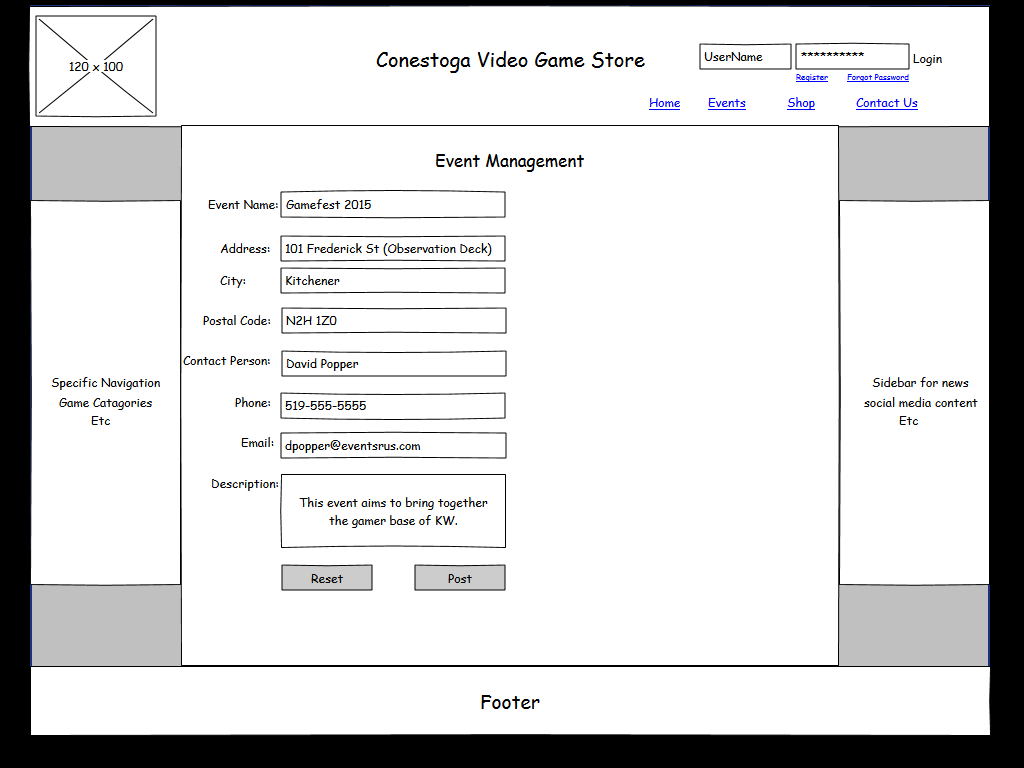 120 x 100
Conestoga Video Game Store
UserName ********** Login
Register Forgot Password
Home Events Shop Contact Us
Event Management
Event Name: Gamefest 2015
Address: 101 Frederick St (Observation Deck)
City: Kitchener
Postal Code: N2H 1Z0
Contact Person: David Popper
Phone: 519-555-5555
Email: dpopper@eventsrus.com
Description: This event aims to bring together
the gamer base of KW.
Reset Post
Specific Navigation
Game Catagories
Etc
Sidebar for news
social media content
Etc
Footer